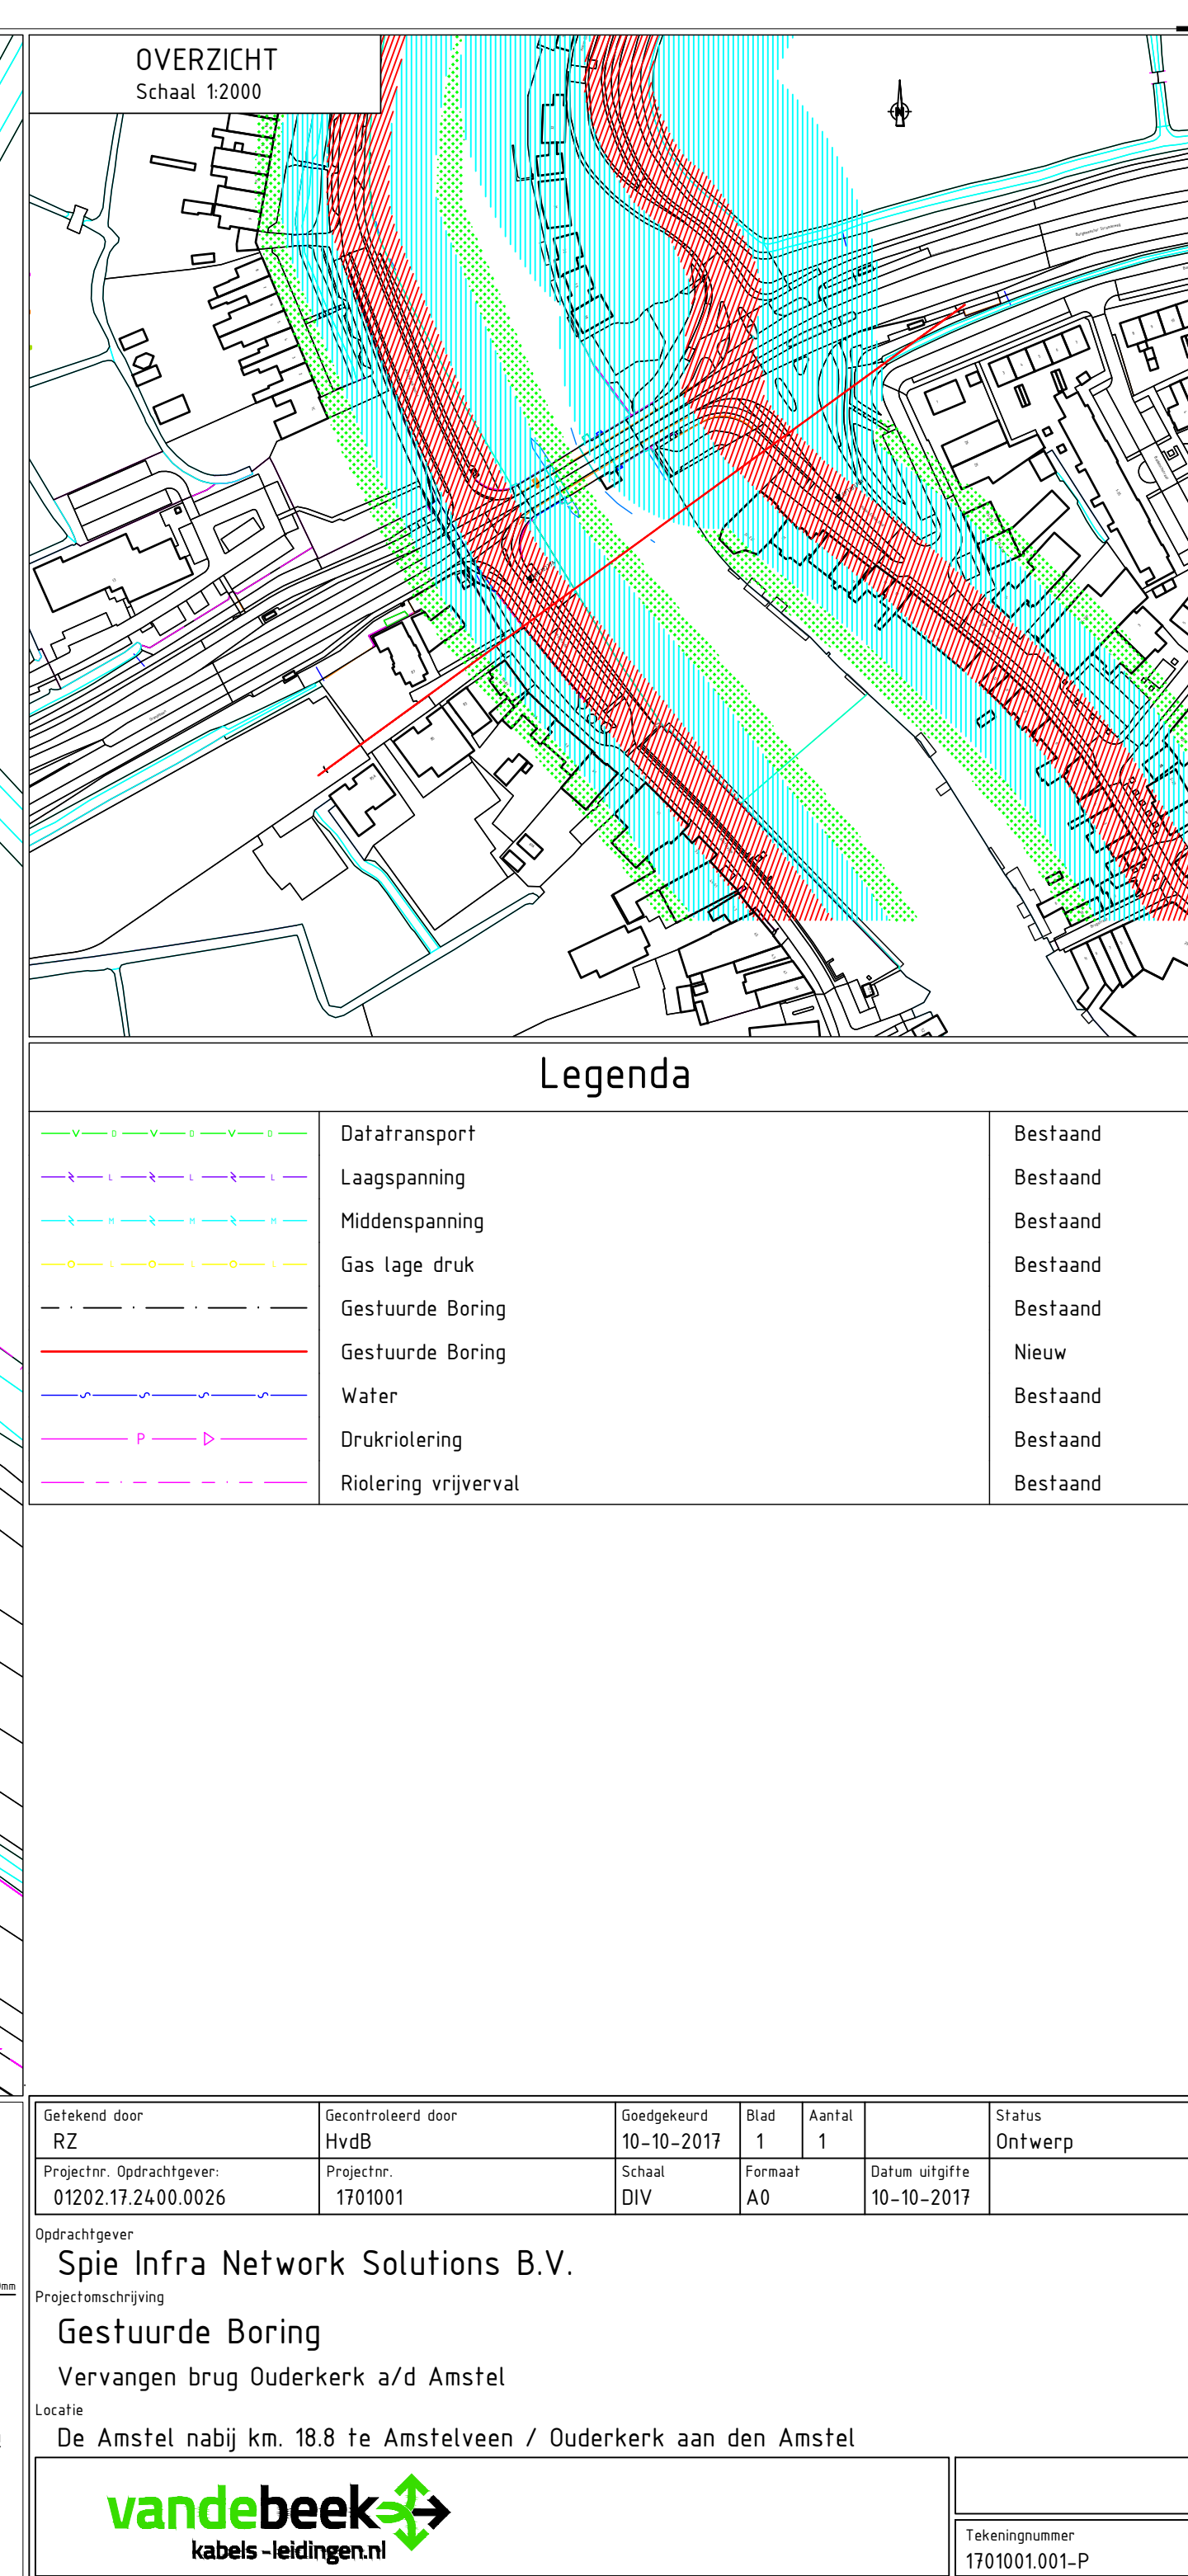 OVERZICHT
Schaal 1:2000
Legenda
V D V D V D Datatransport Bestaand
L L L Laagspanning Bestaand
M M M Middenspanning Bestaand
L L L Gas lage druk Bestaand
Gestuurde Boring Bestaand
Gestuurde Boring Nieuw
Water Bestaand
P Drukriolering Bestaand
Riolering vrijverval Bestaand
Getekend door Gecontroleerd door Goedgekeurd Blad Aantal Status
RZ HvdB 10-10-2017 1 1 Ontwerp
Projectnr. Opdrachtgever: Projectnr. Schaal Formaat Datum uitgifte
01202.17.2400.0026 1701001 DIV A0 10-10-2017
Opdrachtgever
Spie Infra Network Solutions B.V.
mm
Projectomschrijving
Gestuurde Boring
Vervangen brug Ouderkerk a/d Amstel
Locatie
De Amstel nabij km. 18.8 te Amstelveen / Ouderkerk aan den Amstel
vandebeek
kabels-leidingen.nl
Tekeningnummer
1701001.001-P